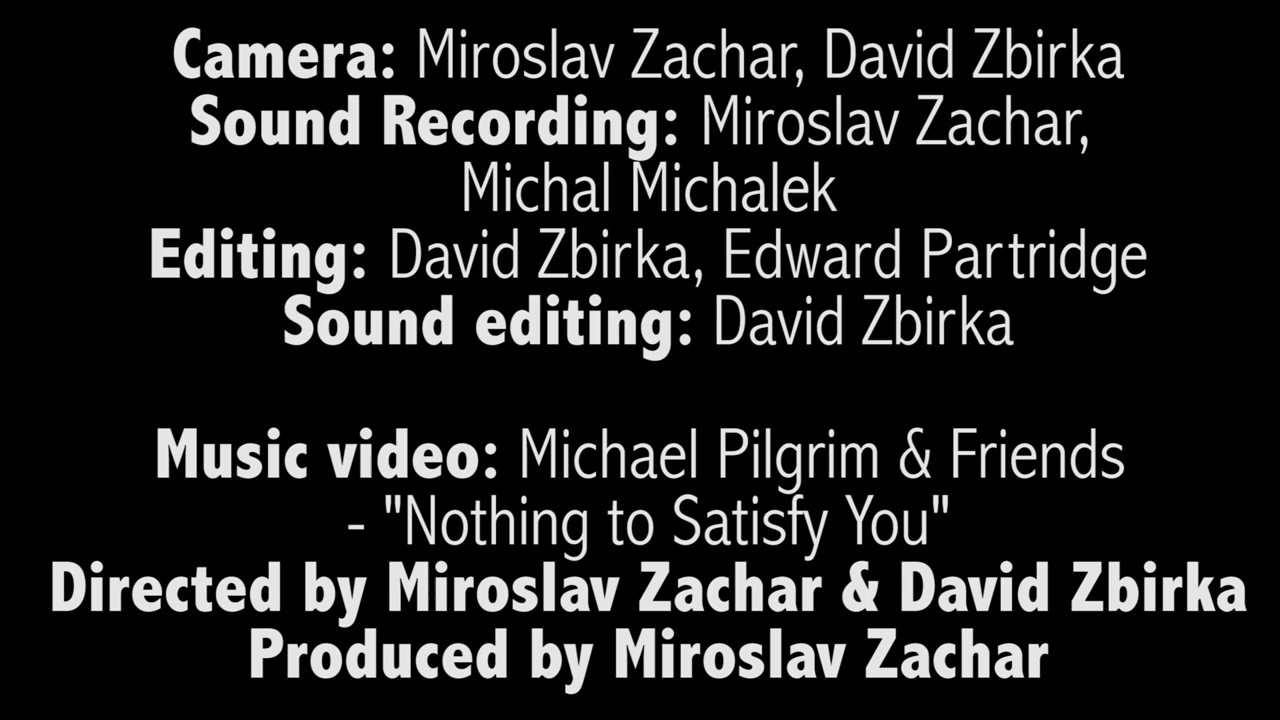 Camera: Miroslav Zachar, David Zbirka
Sound Recording: Miroslav Zachar,
Michal Michalek
Editing: David Zbirka, Edward Partridge
Sound editing: David Zbirka
Music video: Michael Pilgrim & Friends
- "Nothing to Satisfy You"
Directed by Miroslav Zachar & David Zbirka
Produced by Miroslav Zachar